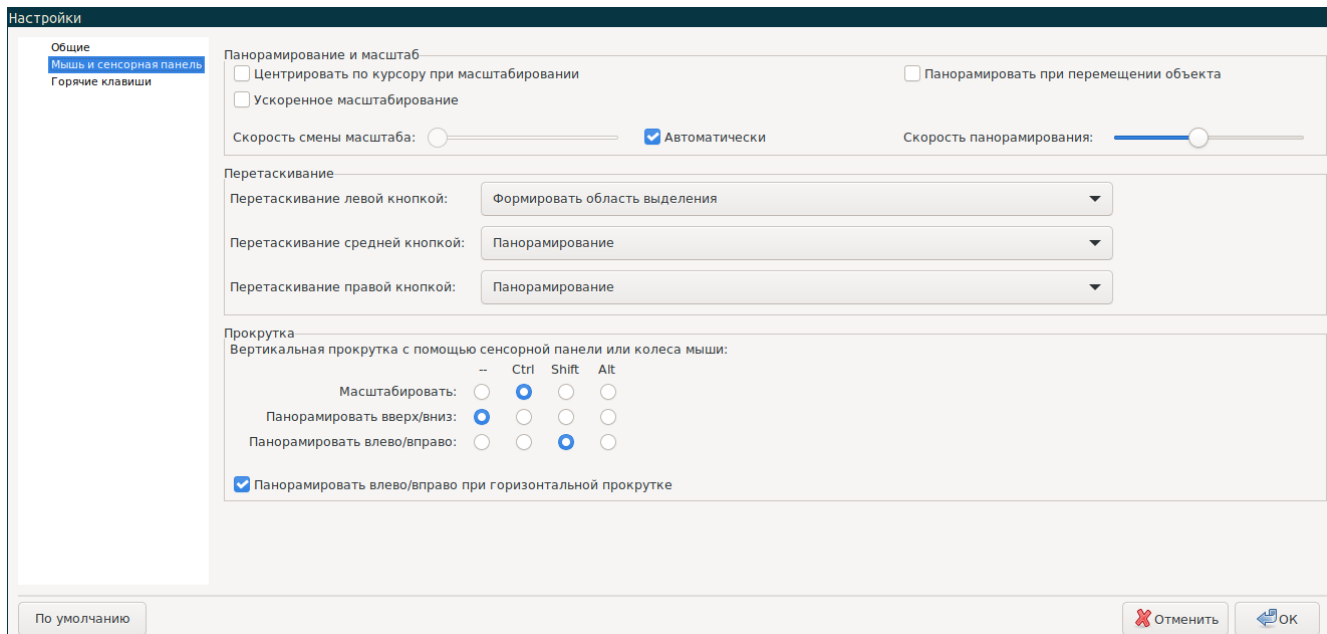 Настройки
Общие
Мышь и сенсорная панель
Горячие клавиши
Панорамирование и масштаб
Центрировать по курсору при масштабировании
Панорамировать при перемещении объекта
Ускоренное масштабирование
Скорость смены масштаба:
Автоматически
Скорость панорамирования:
Перетаскивание
Перетаскивание левой кнопкой: Формировать область выделения
Перетаскивание средней кнопкой: Панорамирование
Перетаскивание правой кнопкой: Панорамирование
Прокрутка
Вертикальная прокрутка с помощью сенсорной панели или колеса мыши:
-- Ctrl Shift Alt
Масштабировать:
Панорамировать вверх/вниз:
Панорамировать влево/вправо:
Панорамировать влево/вправо при горизонтальной прокрутке
По умолчанию
Отменить
ОК